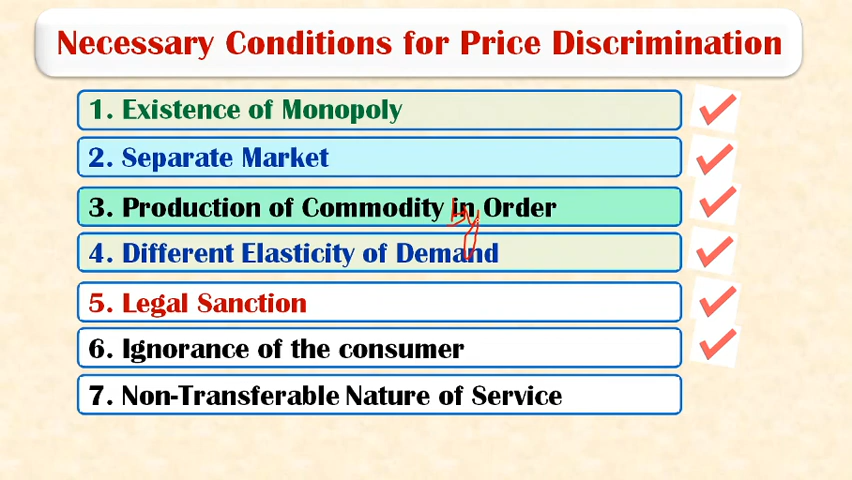 Necessary Conditions for Price Discrimination
1. Existence of Monopoly
2. Separate Market
3. Production of Commodity in Order
by
4. Different Elasticity of Demand
5. Legal Sanction
6. Ignorance of the consumer
7. Non-Transferable Nature of Service